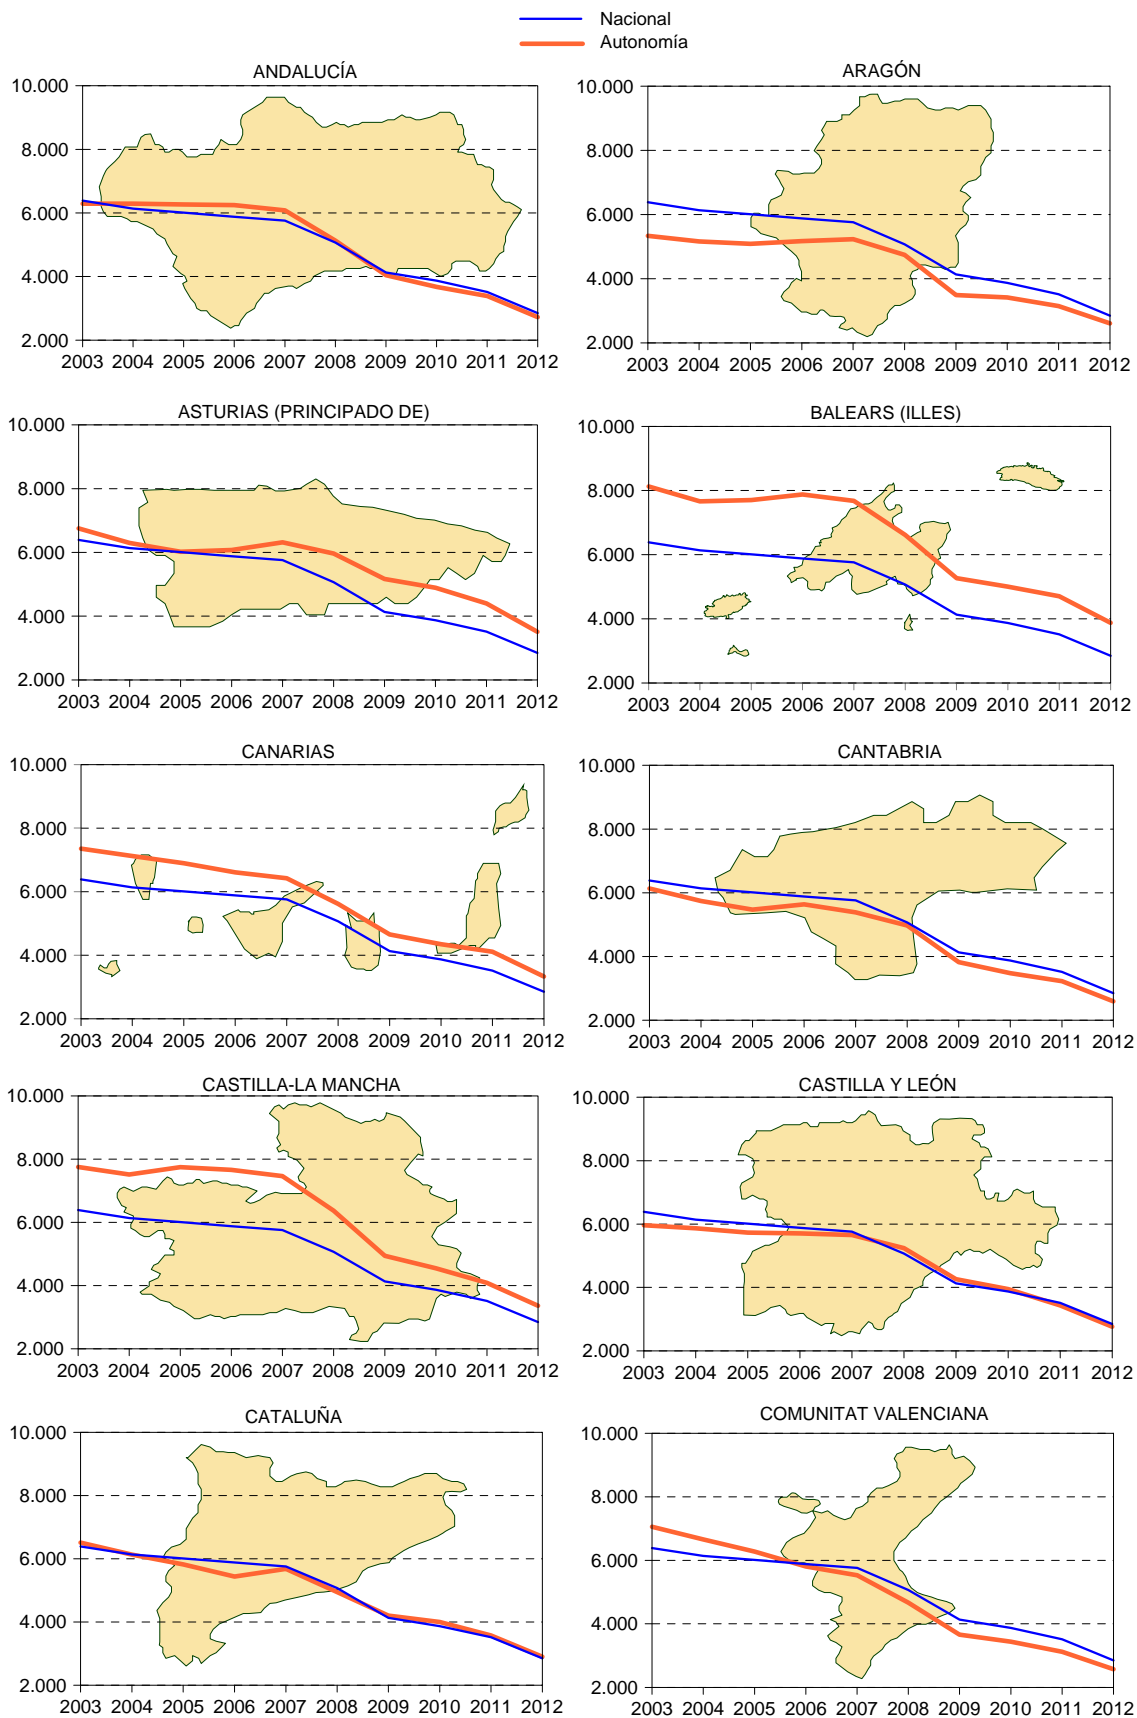 Nacional
Autonomía
ANDALUCÍA
10.000
8.000
6.000
4.000
2.000
2003 2004 2005 2006 2007 2008 2009 2010 2011 2012
ARAGÓN
10.000
8.000
6.000
4.000
2.000
2003 2004 2005 2006 2007 2008 2009 2010 2011 2012
ASTURIAS (PRINCIPADO DE)
10.000
8.000
6.000
4.000
2.000
2003 2004 2005 2006 2007 2008 2009 2010 2011 2012
BALEARS (ILLES)
10.000
8.000
6.000
4.000
2.000
2003 2004 2005 2006 2007 2008 2009 2010 2011 2012
CANARIAS
10.000
8.000
6.000
4.000
2.000
2003 2004 2005 2006 2007 2008 2009 2010 2011 2012
CANTABRIA
10.000
8.000
6.000
4.000
2.000
2003 2004 2005 2006 2007 2008 2009 2010 2011 2012
CASTILLA-LA MANCHA
10.000
8.000
6.000
4.000
2.000
2003 2004 2005 2006 2007 2008 2009 2010 2011 2012
CASTILLA Y LEÓN
10.000
8.000
6.000
4.000
2.000
2003 2004 2005 2006 2007 2008 2009 2010 2011 2012
CATALUÑA
10.000
8.000
6.000
4.000
2.000
2003 2004 2005 2006 2007 2008 2009 2010 2011 2012
COMUNITAT VALENCIANA
10.000
8.000
6.000
4.000
2.000
2003 2004 2005 2006 2007 2008 2009 2010 2011 2012